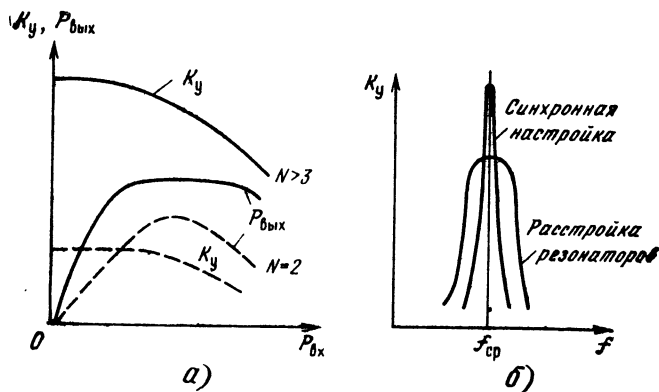 Kу, Pвых
Kу
N>3
Pвых
Kу
N=2
0
Pвх
а)
Kу
Синхронная
настройка
Расстройка
резонаторов
fср
f
б)